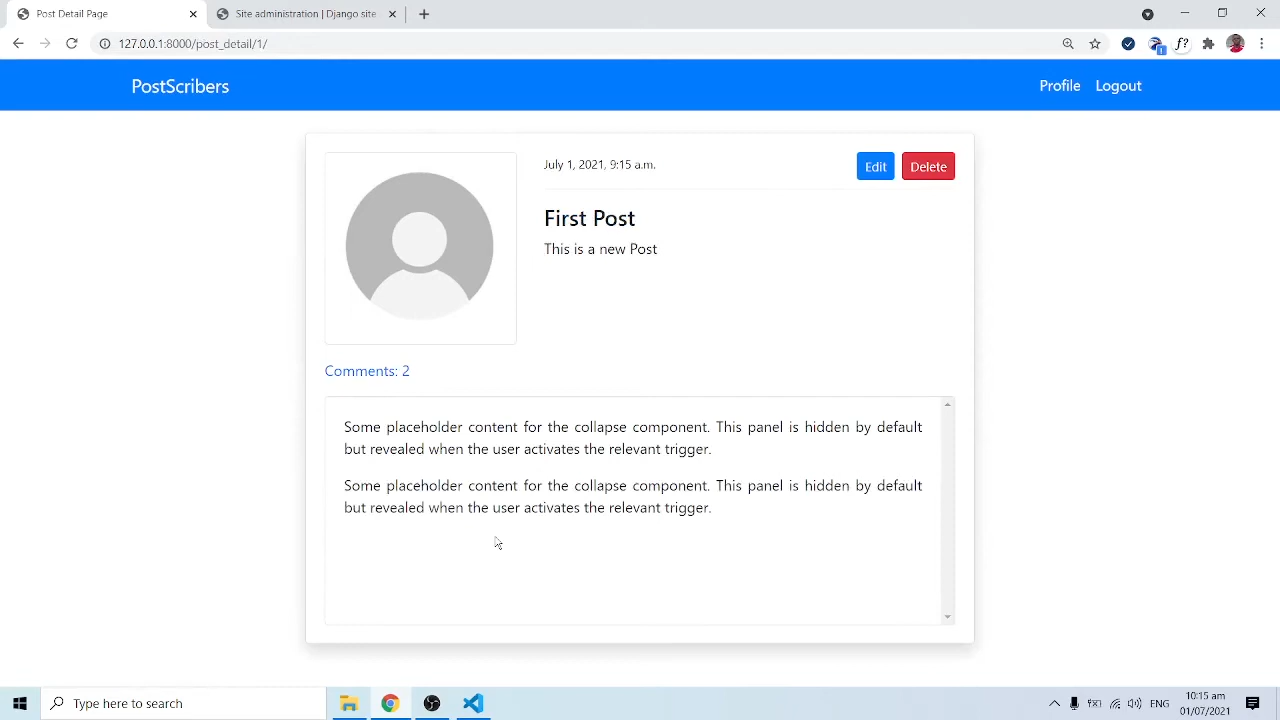 Post Detail Page
Site administration | Django site
127.0.0.1:8000/post_detail/1/
PostScribers
Profile
Logout
July 1, 2021, 9:15 a.m.
Edit
Delete
First Post
This is a new Post
Comments: 2
Some placeholder content for the collapse component. This panel is hidden by default
but revealed when the user activates the relevant trigger.
Some placeholder content for the collapse component. This panel is hidden by default
but revealed when the user activates the relevant trigger.
Type here to search
ENG
10:15 am
01/07/2021